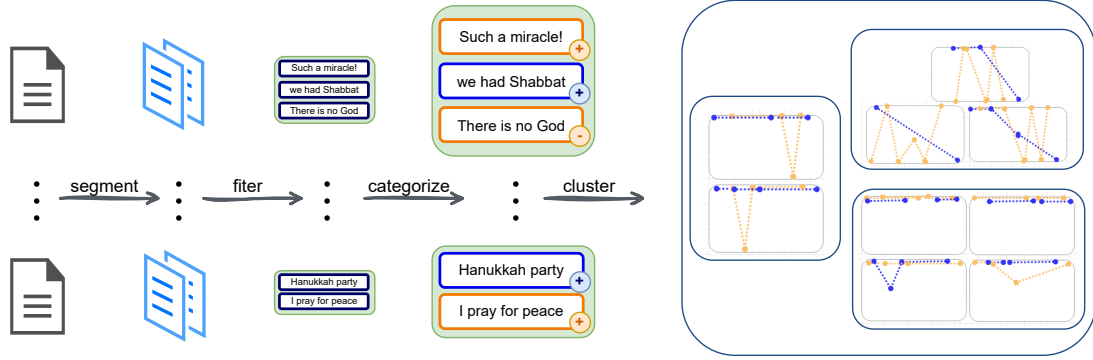 Such a miracle!
we had Shabbat
There is no God
Such a miracle!
+
we had Shabbat
+
There is no God
-
segment
fiter
categorize
cluster
Hanukkah party
I pray for peace
Hanukkah party
+
I pray for peace
+